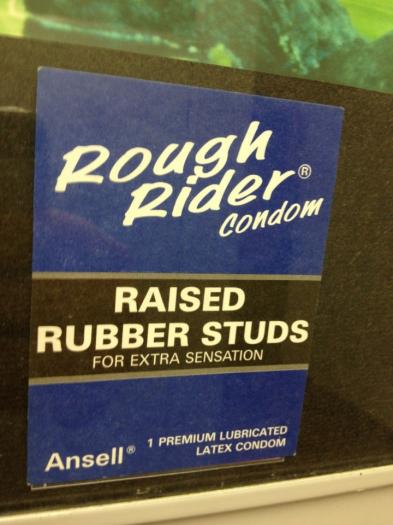 Rough
Rider®
Condom
RAISED
RUBBER STUDS
FOR EXTRA SENSATION
Ansell®
1 PREMIUM LUBRICATED
LATEX CONDOM